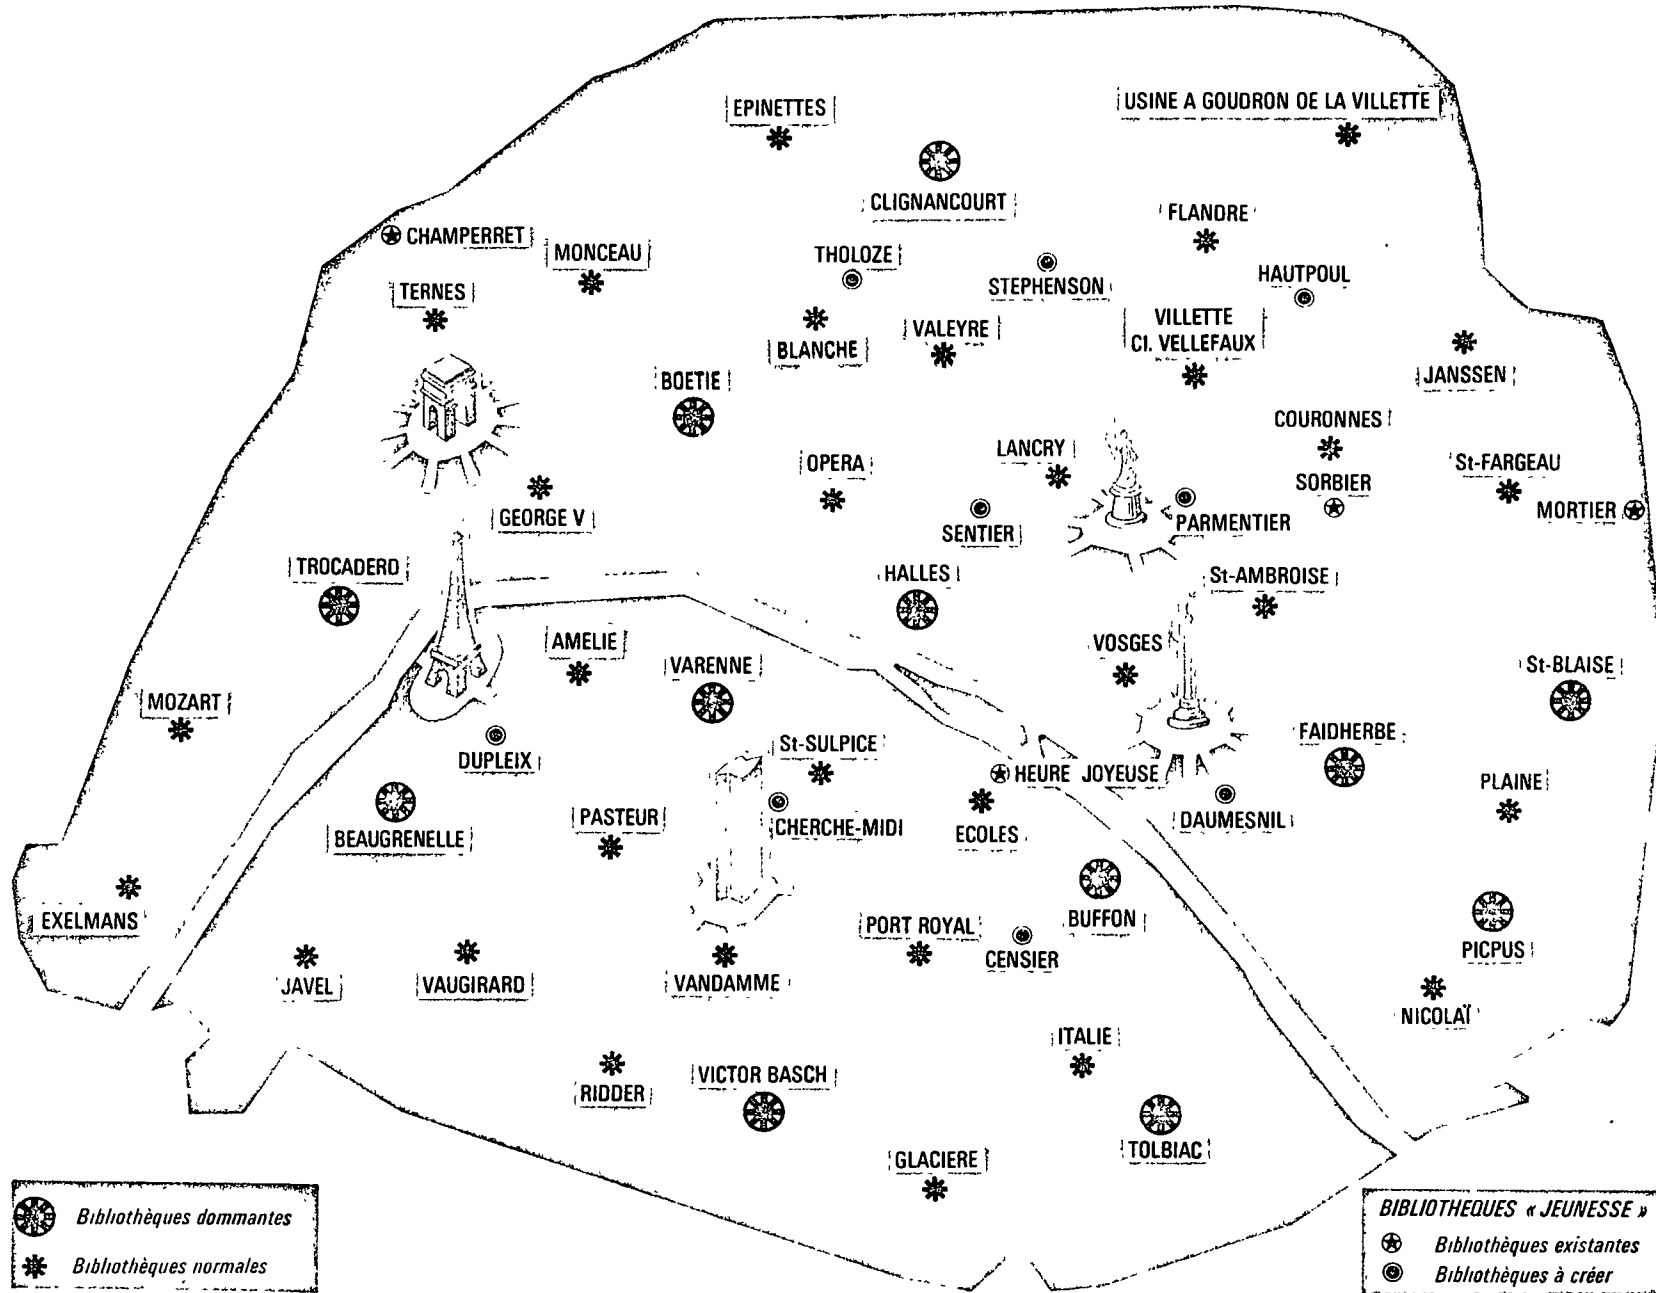 EPINETTES
USINE A GOUDRON DE LA VILLETTE
CLIGNANCOURT
FLANDRE
CHAMPERRET
MONCEAU
THOLOZE
STEPHENSON
HAUTPOUL
TERNES
VILLETTE
Cl. VELLEFAUX
VALEYRE
BLANCHE
JANSSEN
BOETIE
COURONNES
LANCRY
OPERA
St-FARGEAU
SORBIER
MORTIER
GEORGE V
SENTIER
PARMENTIER
TROCADERO
HALLES
St-AMBROISE
AMELIE
VARENNE
VOSGES
St-BLAISE
MOZART
FAIDHERBE
DUPLEIX
St-SULPICE
HEURE JOYEUSE
PLAINE
PASTEUR
CHERCHE-MIDI
DAUMESNIL
BEAUGRENELLE
ECOLES
EXELMANS
BUFFON
PORT ROYAL
PICPUS
CENSIER
JAVEL
VAUGIRARD
VANDAMME
NICOLAÏ
ITALIE
VICTOR BASCH
RIDDER
TOLBIAC
GLACIERE
Bibliothèques dommantes
Bibliothèques normales
BIBLIOTHEQUES « JEUNESSE »
Bibliothèques existantes
Bibliothèques à créer